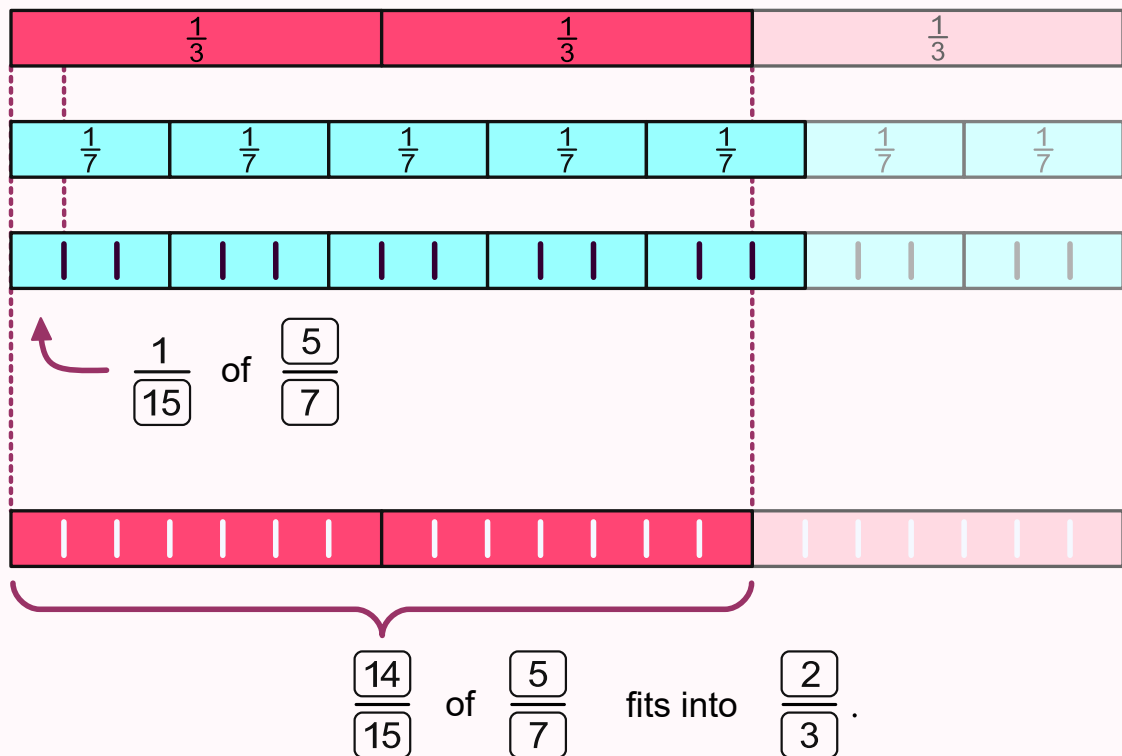 1/3 1/3 1/3
1/7 1/7 1/7 1/7 1/7 1/7 1/7
1/15 of 5/7
14/15 of 5/7 fits into 2/3 .